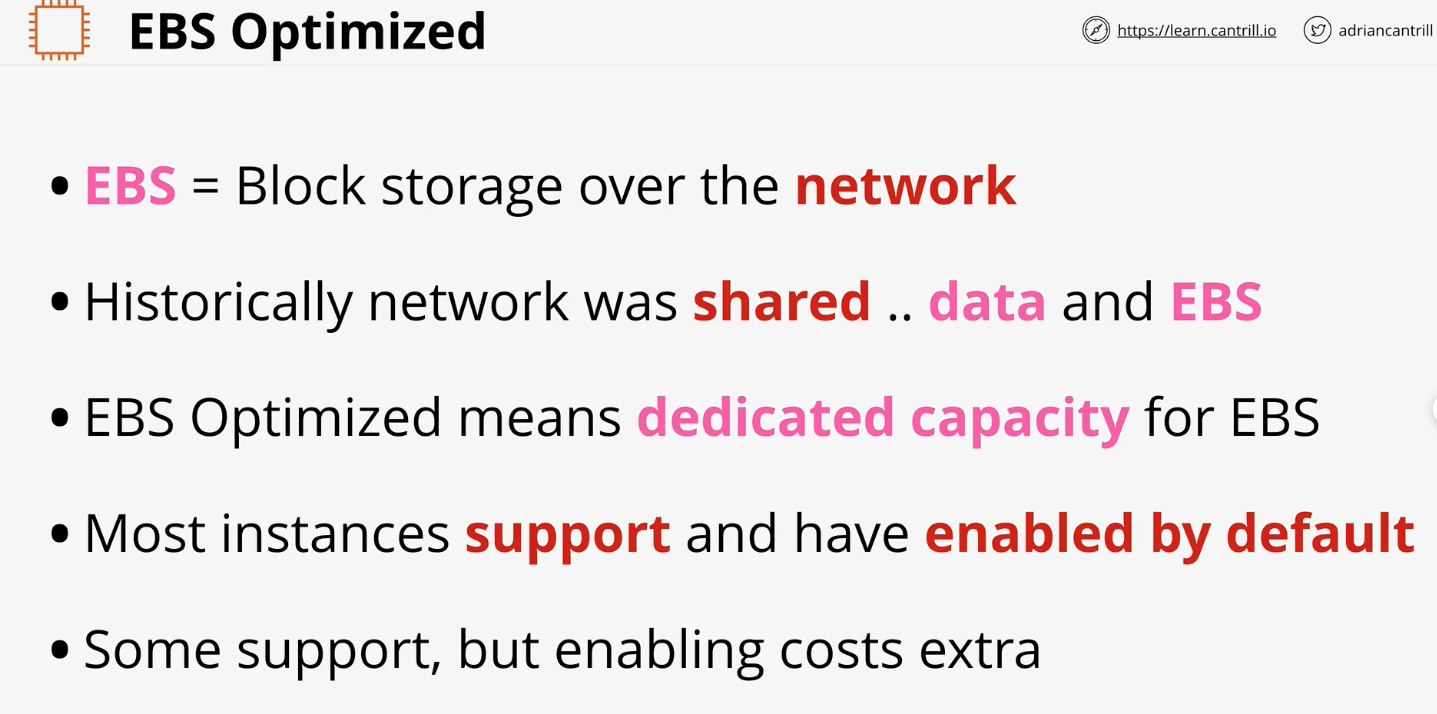 EBS Optimized
https://learn.cantrill.io
adriancantrill
• EBS = Block storage over the network
• Historically network was shared .. data and EBS
• EBS Optimized means dedicated capacity for EBS
• Most instances support and have enabled by default
• Some support, but enabling costs extra